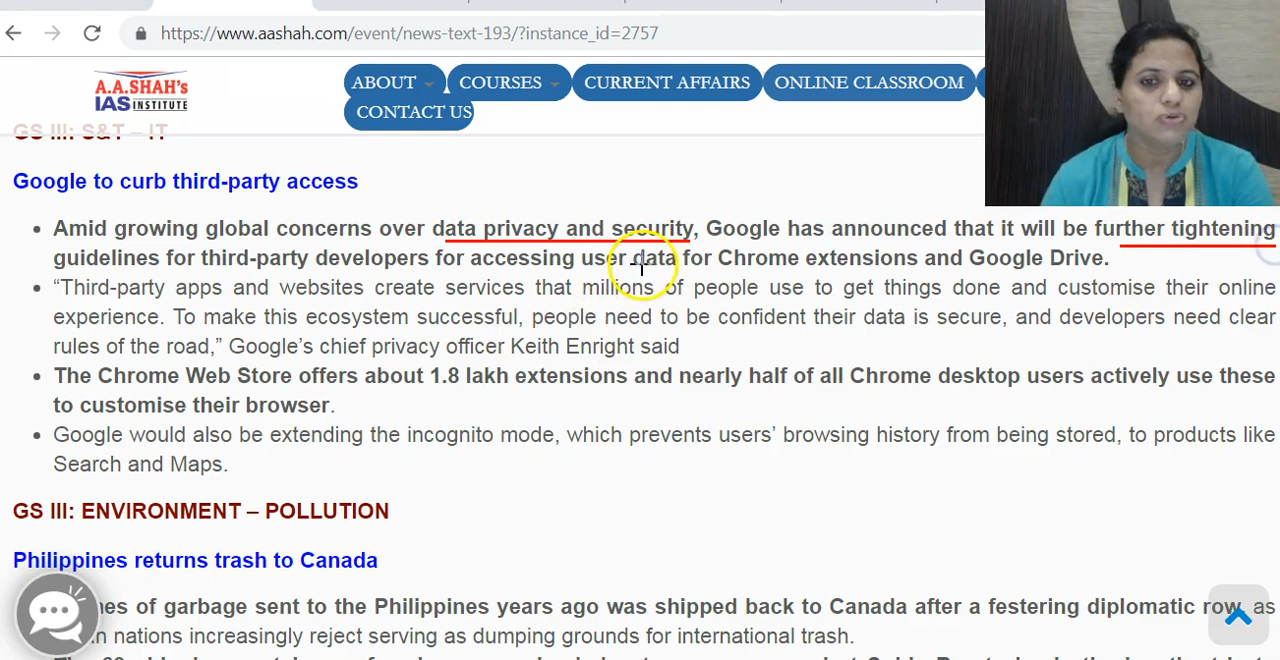 https://www.aashah.com/event/news-text-193/?instance_id=2757
A.A.SHAH's
IAS INSTITUTE
ABOUT
COURSES
CURRENT AFFAIRS
ONLINE CLASSROOM
CONTACT US
GS III: S&T – IT
Google to curb third-party access
Amid growing global concerns over data privacy and security, Google has announced that it will be further tightening
guidelines for third-party developers for accessing user data for Chrome extensions and Google Drive.
“Third-party apps and websites create services that millions of people use to get things done and customise their online
experience. To make this ecosystem successful, people need to be confident their data is secure, and developers need clear
rules of the road,” Google’s chief privacy officer Keith Enright said
The Chrome Web Store offers about 1.8 lakh extensions and nearly half of all Chrome desktop users actively use these
to customise their browser.
Google would also be extending the incognito mode, which prevents users’ browsing history from being stored, to products like
Search and Maps.
GS III: ENVIRONMENT – POLLUTION
Philippines returns trash to Canada
of garbage sent to the Philippines years ago was shipped back to Canada after a festering diplomatic row, as
nations increasingly reject serving as dumping grounds for international trash.